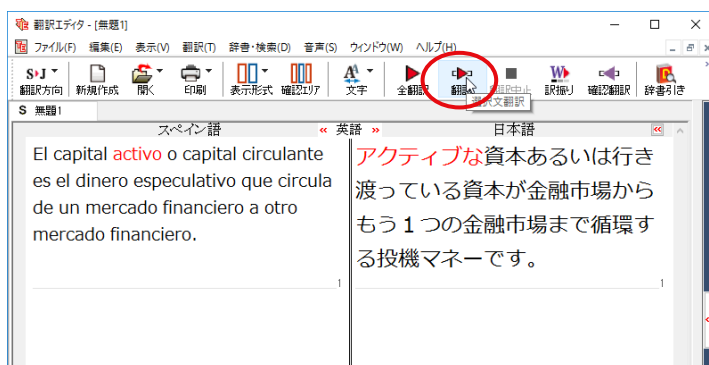 翻訳エディタ - [無題1]
ファイル(F) 編集(E) 表示(V) 翻訳(T) 辞書・検索(D) 音声(S) ウィンドウ(W) ヘルプ(H)
S›J
翻訳方向 新規作成 開く 印刷 表示形式 確認エリア 文字 全翻訳 翻訳 翻訳中止 訳振り 確認翻訳 辞書引き
選択文翻訳
S 無題1
スペイン語 « 英語 » 日本語 «
El capital activo o capital circulante
es el dinero especulativo que circula
de un mercado financiero a otro
mercado financiero.
1
アクティブな資本あるいは行き
渡っている資本が金融市場から
もう１つの金融市場まで循環す
る投機マネーです。
1